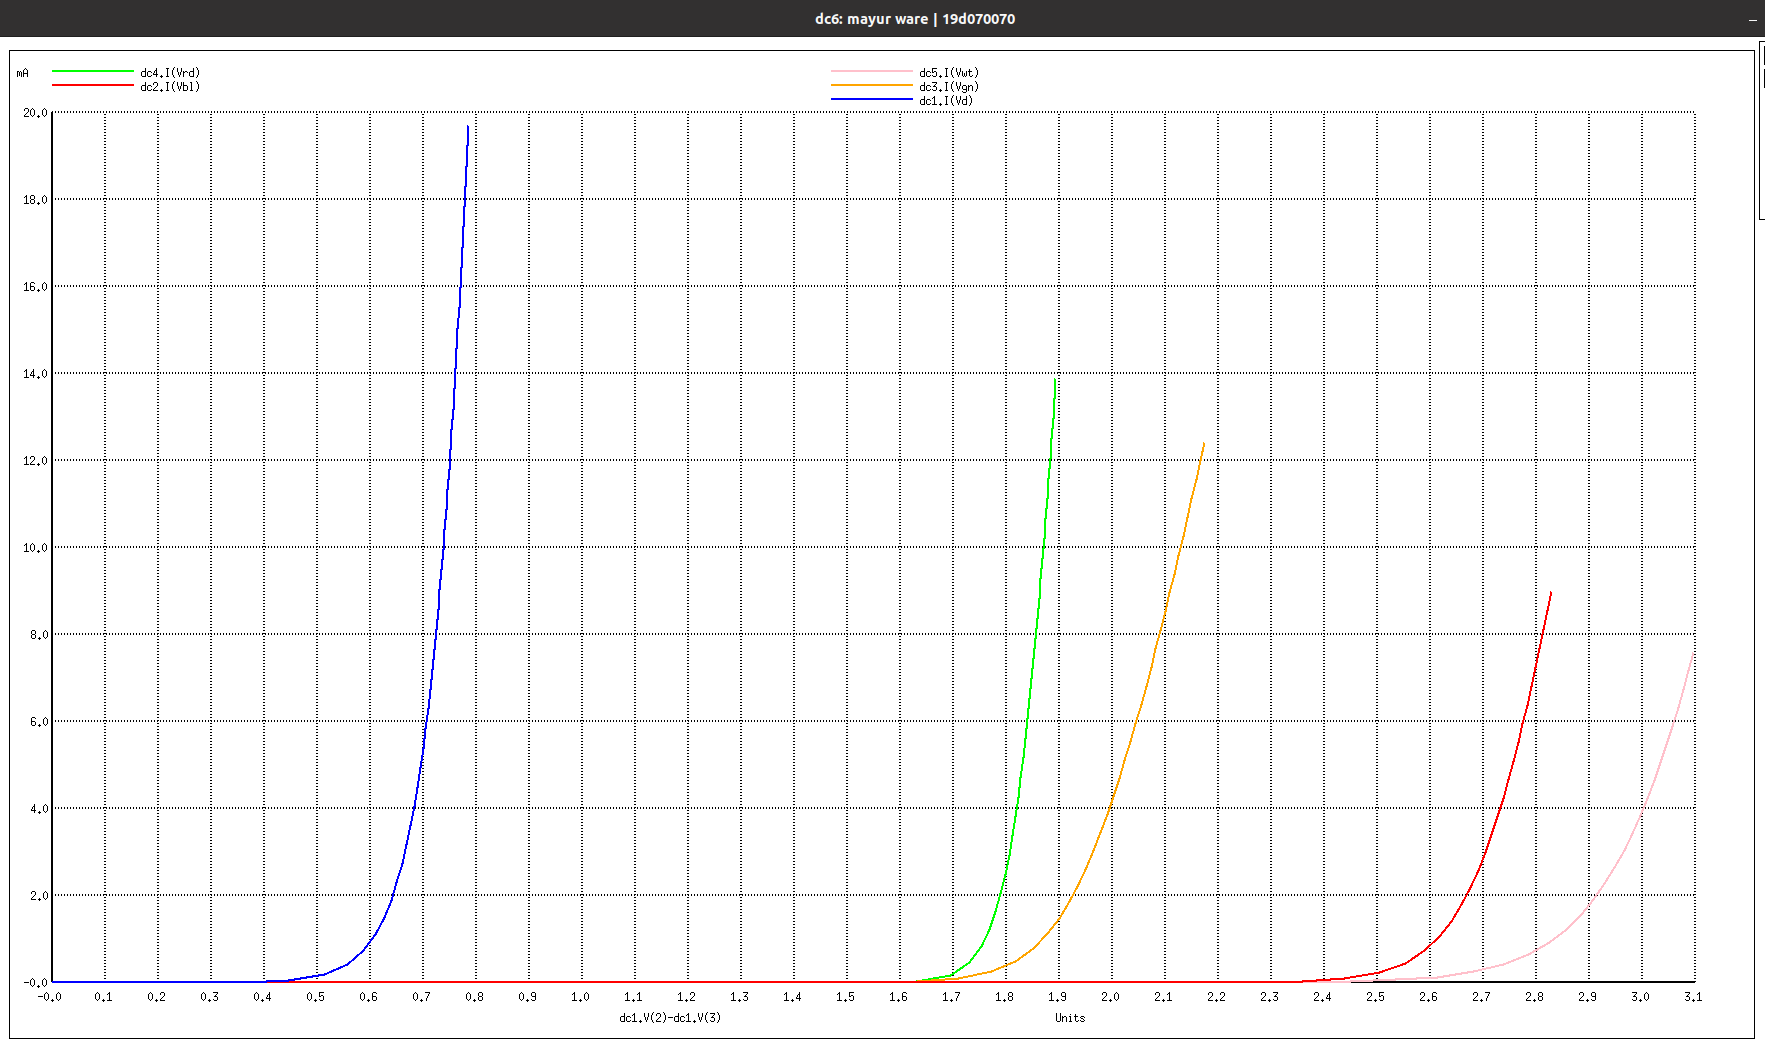 dc6: mayur ware | 19d070070
mA
dc4.I(Vrd)
dc2.I(Vbl)
dc5.I(Vwt)
dc3.I(Vgn)
dc1.I(Vd)
20.0
18.0
16.0
14.0
12.0
10.0
8.0
6.0
4.0
2.0
-0.0
-0.0 0.1 0.2 0.3 0.4 0.5 0.6 0.7 0.8 0.9 1.0 1.1 1.2 1.3 1.4 1.5 1.6 1.7 1.8 1.9 2.0 2.1 2.2 2.3 2.4 2.5 2.6 2.7 2.8 2.9 3.0 3.1
dc1.V(2)-dc1.V(3) Units